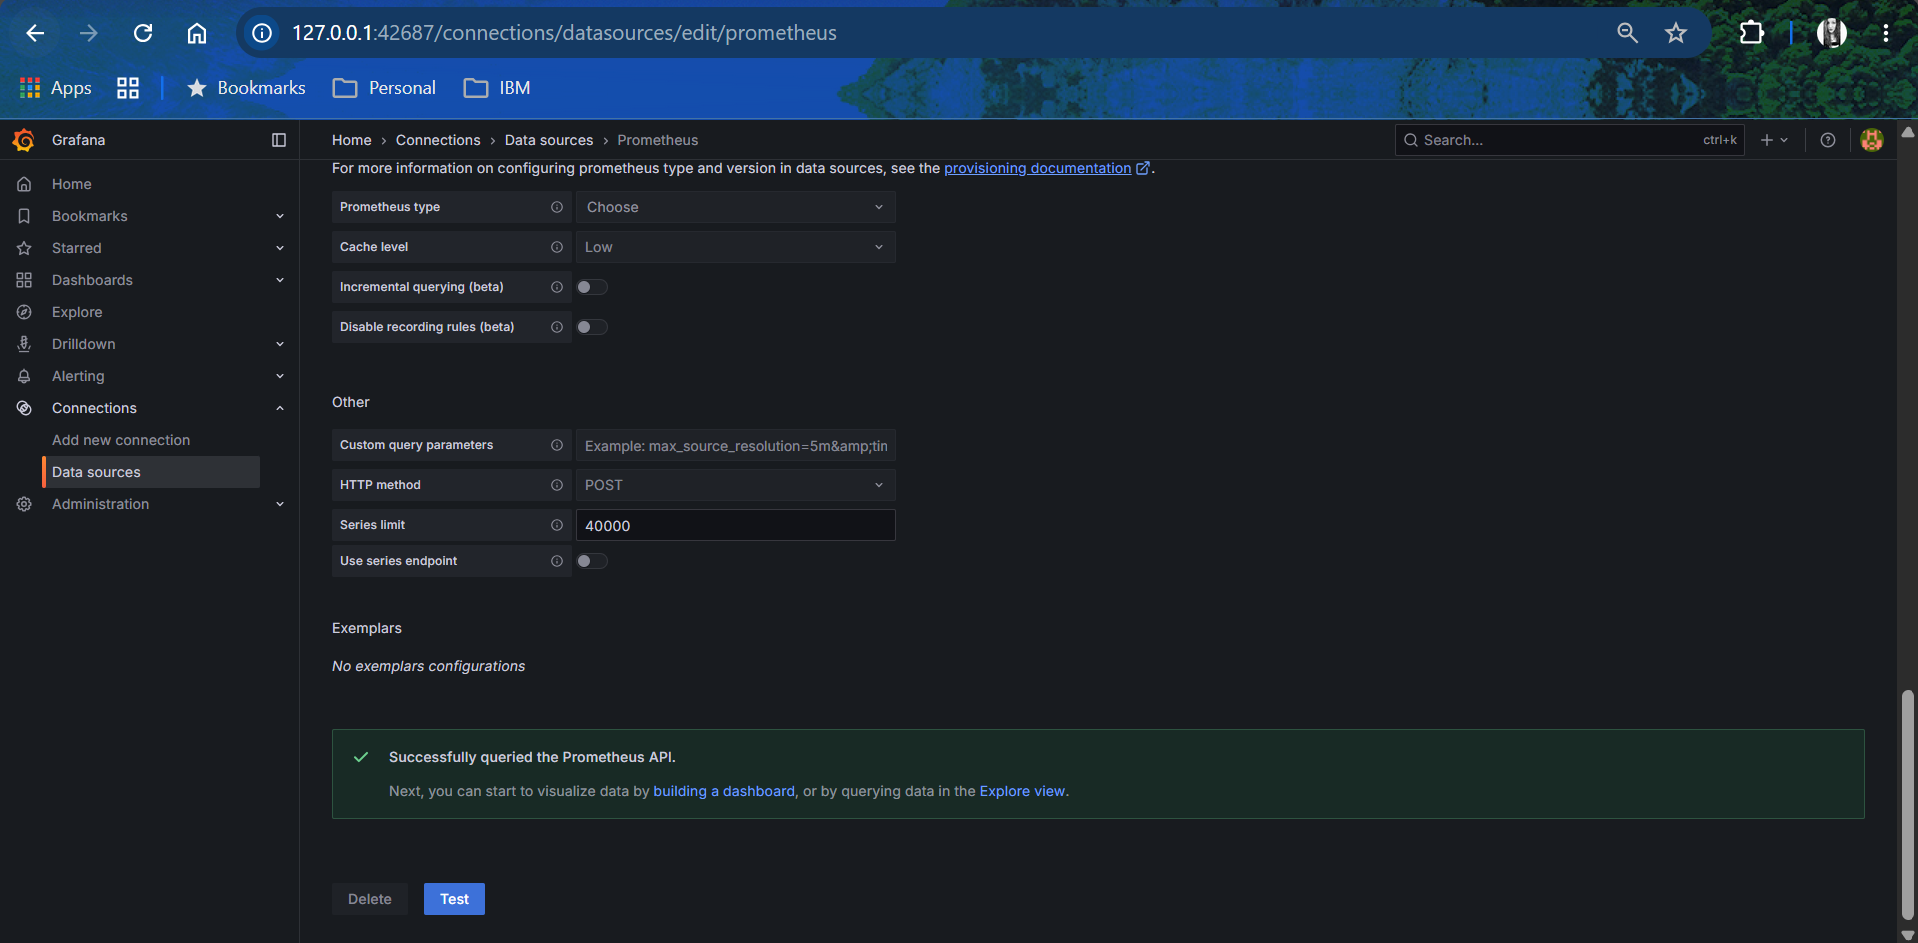 127.0.0.1:42687/connections/datasources/edit/prometheus
Apps
Bookmarks
Personal
IBM
Grafana
Home › Connections › Data sources › Prometheus
Search...
ctrl+k
Home
Bookmarks
Starred
Dashboards
Explore
Drilldown
Alerting
Connections
Add new connection
Data sources
Administration
For more information on configuring prometheus type and version in data sources, see the provisioning documentation.
Prometheus type
Choose
Cache level
Low
Incremental querying (beta)
Disable recording rules (beta)
Other
Custom query parameters
Example: max_source_resolution=5m&amp;tin
HTTP method
POST
Series limit
40000
Use series endpoint
Exemplars
No exemplars configurations
Successfully queried the Prometheus API.
Next, you can start to visualize data by building a dashboard, or by querying data in the Explore view.
Delete
Test